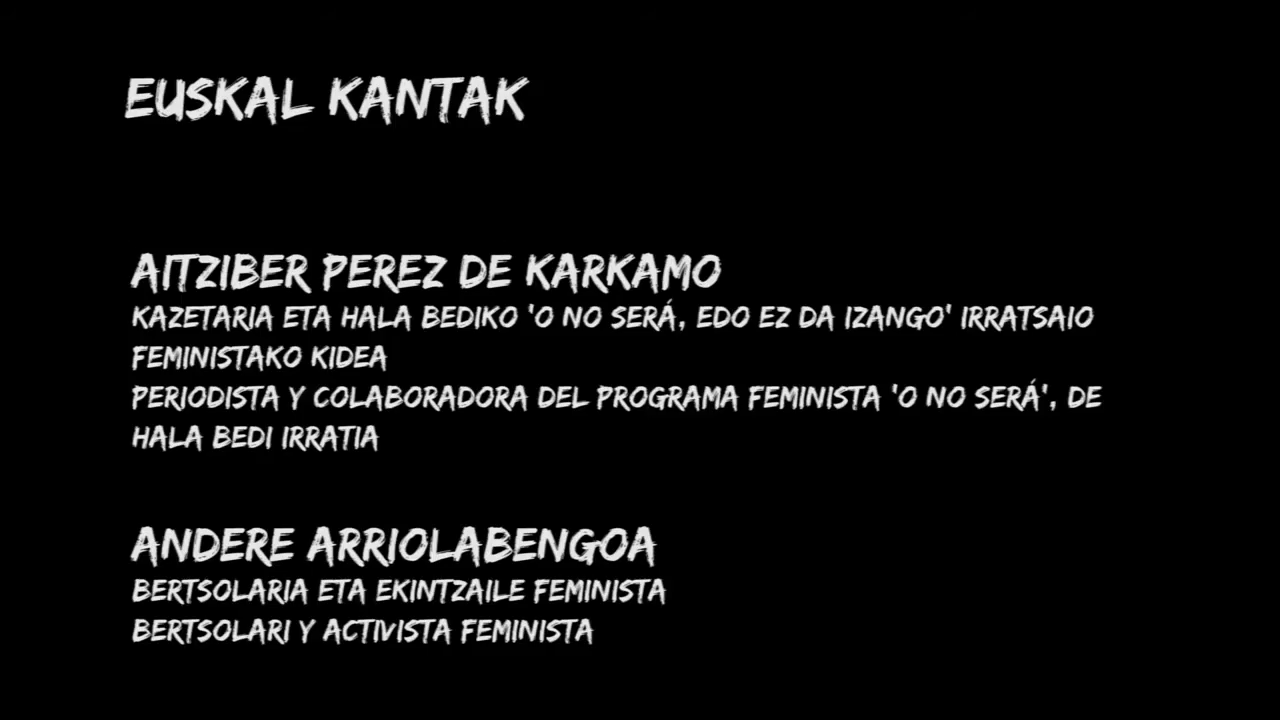 EUSKAL KANTAK
AITZIBER PEREZ DE KARKAMO
KAZETARIA ETA HALA BEDIKO 'O NO SERÁ, EDO EZ DA IZANGO' IRRATSAIO
FEMINISTAKO KIDEA
PERIODISTA Y COLABORADORA DEL PROGRAMA FEMINISTA 'O NO SERÁ', DE
HALA BEDI IRRATIA
ANDERE ARRIOLABENGOA
BERTSOLARIA ETA EKINTZAILE FEMINISTA
BERTSOLARI Y ACTIVISTA FEMINISTA